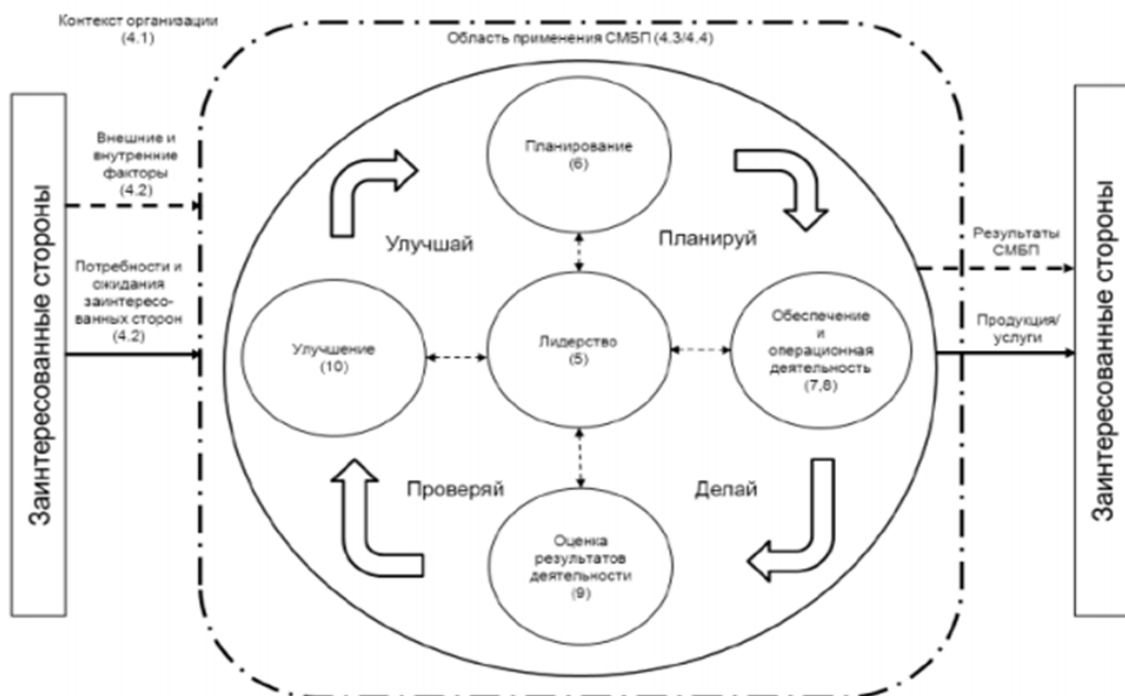 Контекст организации
(4.1)
Область применения СМБП (4.3/4.4)
Заинтересованные стороны
Внешние и
внутренние
факторы
(4.2)
Потребности и
ожидания
заинтересо-
ванных сторон
(4.2)
Планирование
(6)
Улучшай
Планируй
Улучшение
(10)
Лидерство
(5)
Обеспечение
и
операционная
деятельность
(7,8)
Проверяй
Делай
Оценка
результатов
деятельности
(9)
Результаты
СМБП
Продукция/
услуги
Заинтересованные стороны